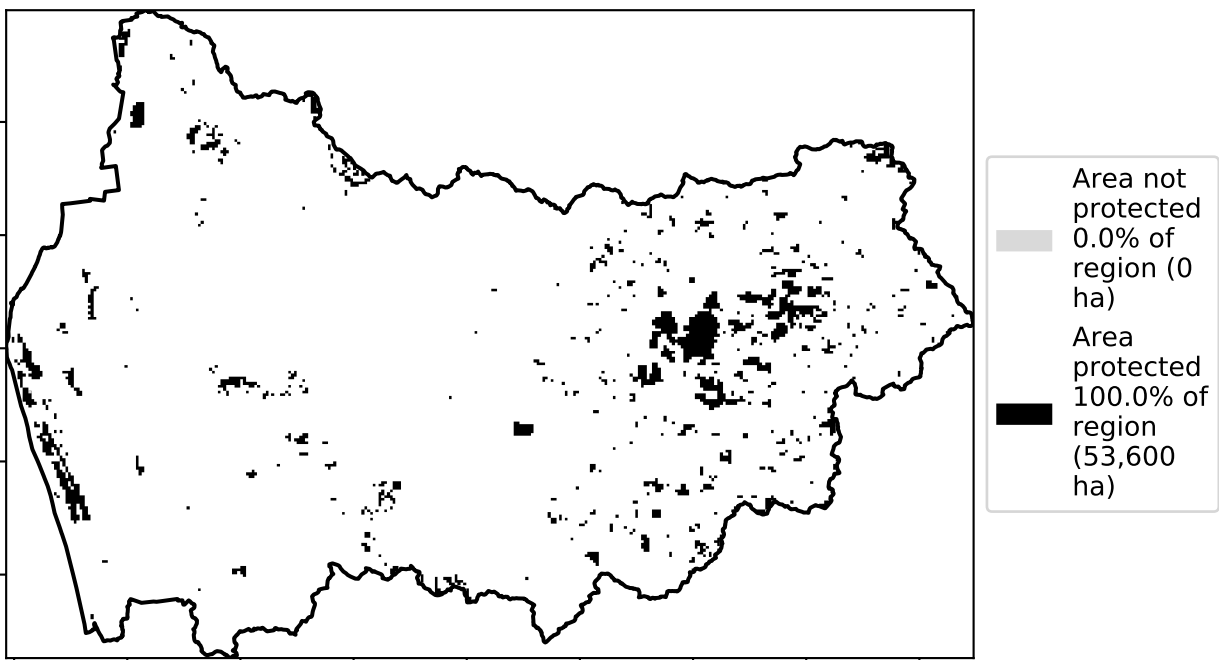 Area not
protected
0.0% of
region (0
ha)
Area
protected
100.0% of
region
(53,600
ha)